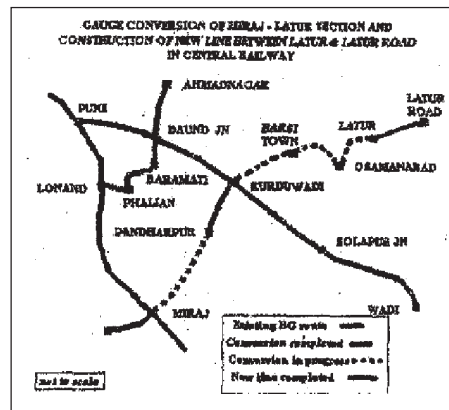 GAUGE CONVERSION OF MIRAJ - LATUR SECTION AND
CONSTRUCTION OF NEW LINE BETWEEN LATUR & LATUR ROAD
IN CENTRAL RAILWAY
AHMADNAGAR
PUNE
LATUR
ROAD
DAUND JN
BARSI
TOWN
LATUR
LONAND
BARAMATI
OSAMANABAD
KURDUWADI
PHALTAN
PANDHARPUR
SOLAPUR JN
MIRAJ
WADI
Existing BG route
Conversion completed
Conversion in progress
New line completed
not to scale